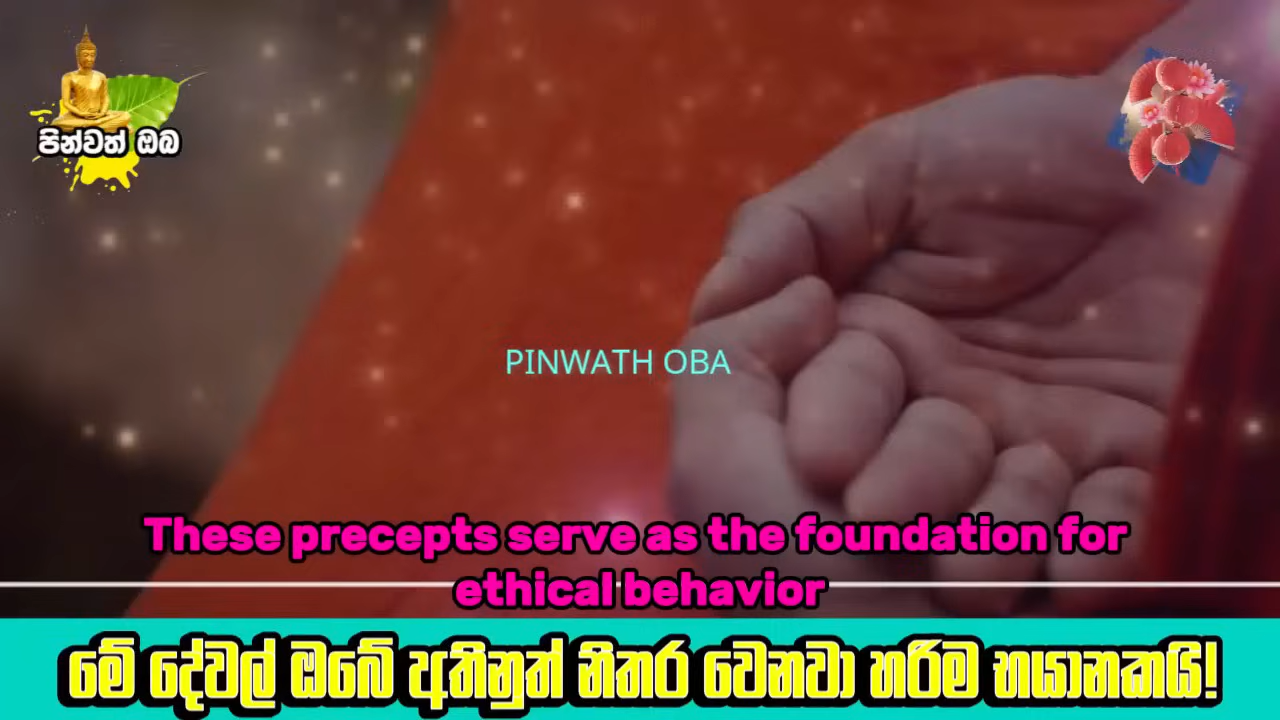 පින්වත් ඔබ
PINWATH OBA
These precepts serve as the foundation for
ethical behavior
මේ දේවල් ඔබේ අතිනුත් නිතර වෙනවා හරිම භයානකයි!